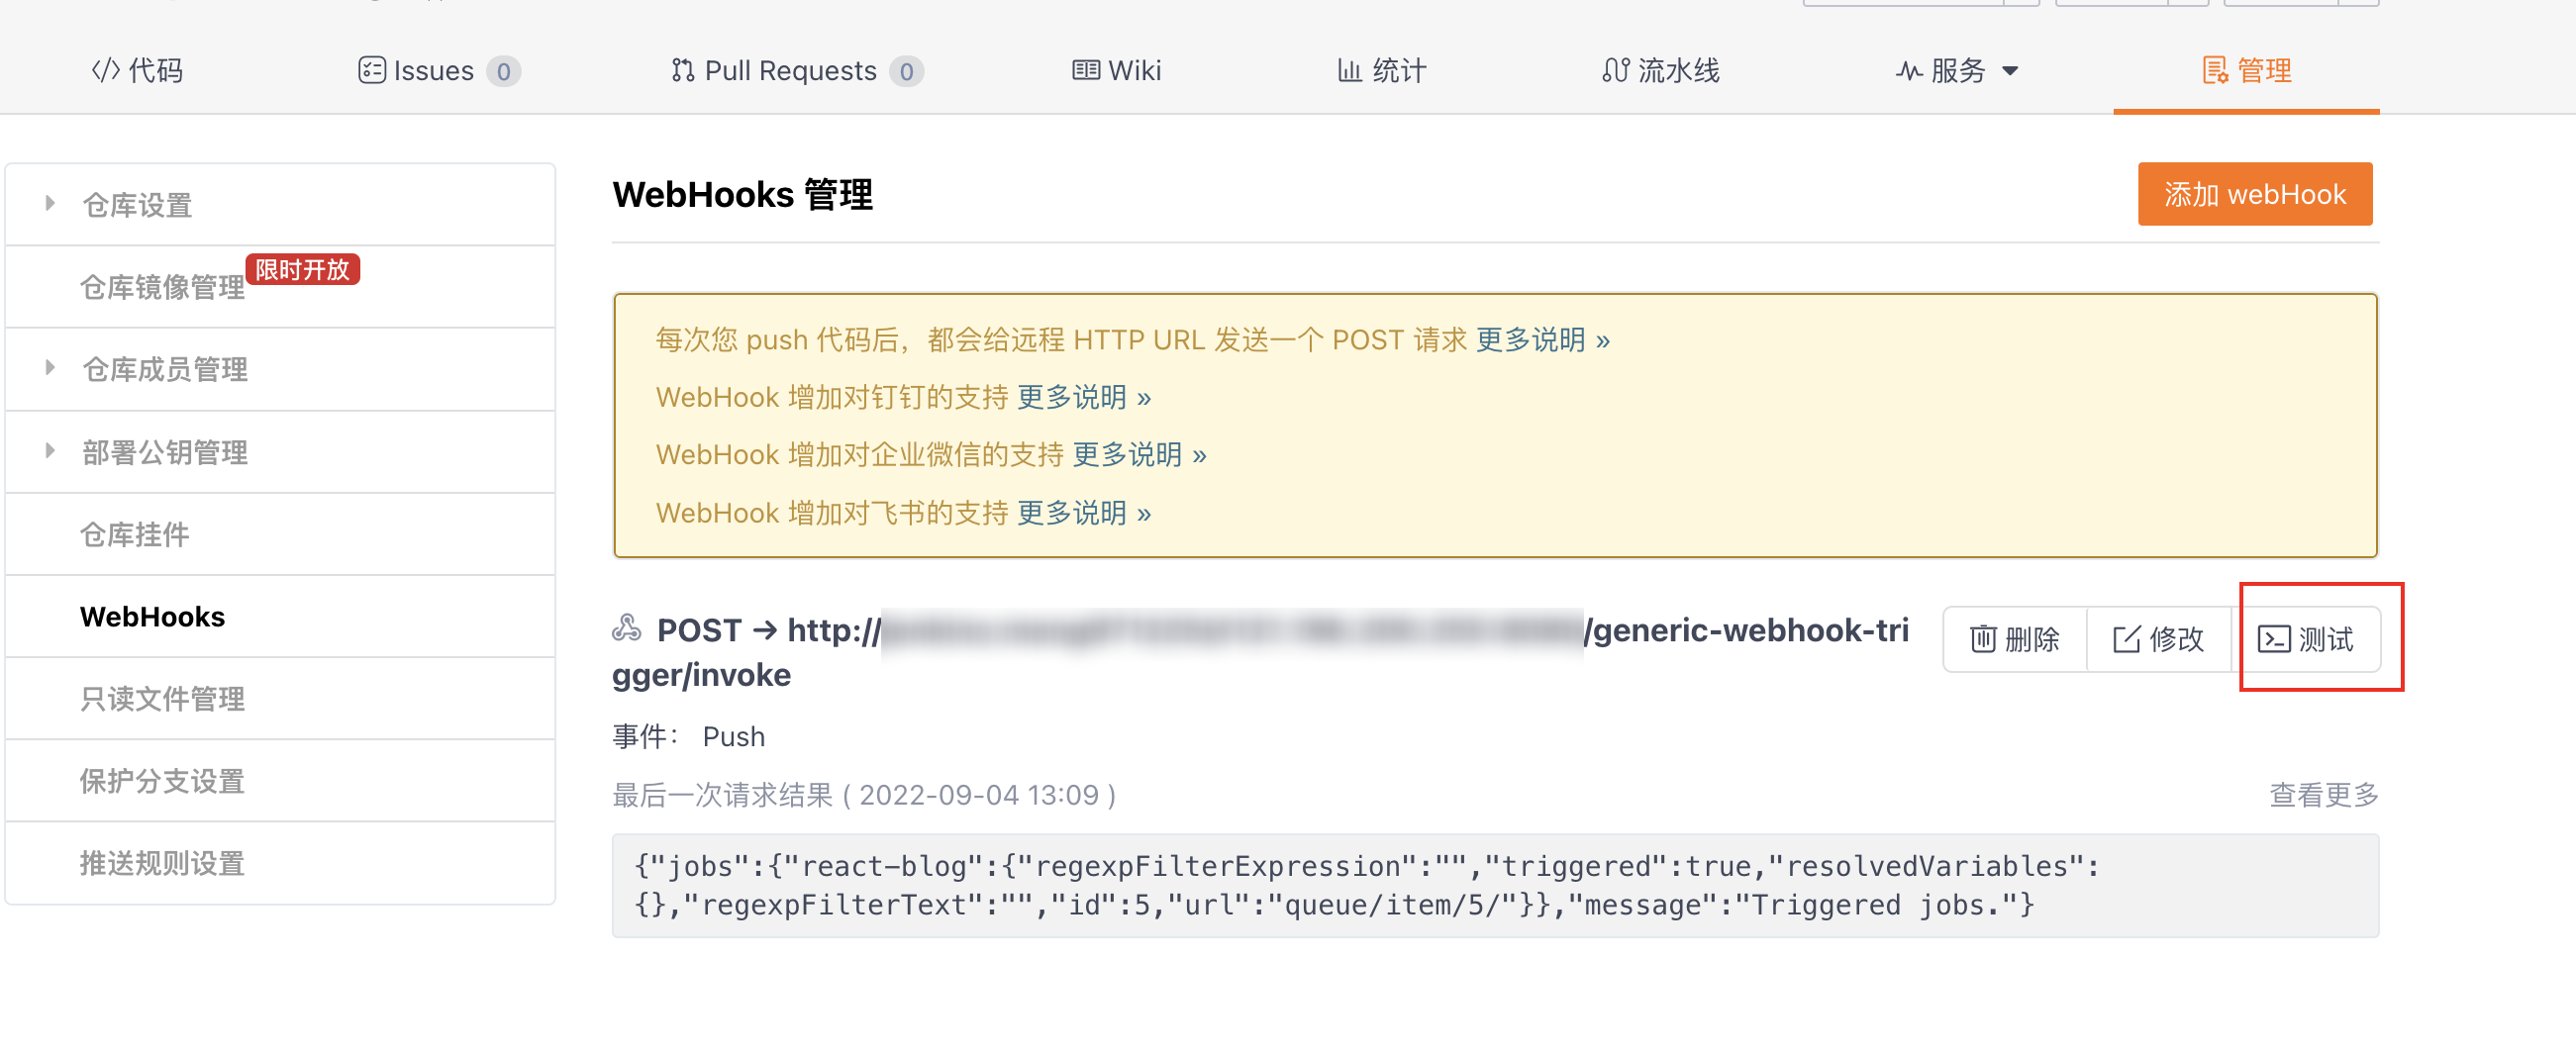 代码
Issues 0
Pull Requests 0
Wiki
统计
流水线
服务
管理
仓库设置
仓库镜像管理 限时开放
仓库成员管理
部署公钥管理
仓库挂件
WebHooks
只读文件管理
保护分支设置
推送规则设置
WebHooks 管理
添加 webHook
每次您 push 代码后，都会给远程 HTTP URL 发送一个 POST 请求 更多说明 »
WebHook 增加对钉钉的支持 更多说明 »
WebHook 增加对企业微信的支持 更多说明 »
WebHook 增加对飞书的支持 更多说明 »
POST → http:// /generic-webhook-tri
gger/invoke
删除
修改
测试
事件： Push
最后一次请求结果 ( 2022-09-04 13:09 )
查看更多
{"jobs":{"react-blog":{"regexpFilterExpression":"","triggered":true,"resolvedVariables":
{},"regexpFilterText":"","id":5,"url":"queue/item/5/"}},"message":"Triggered jobs."}